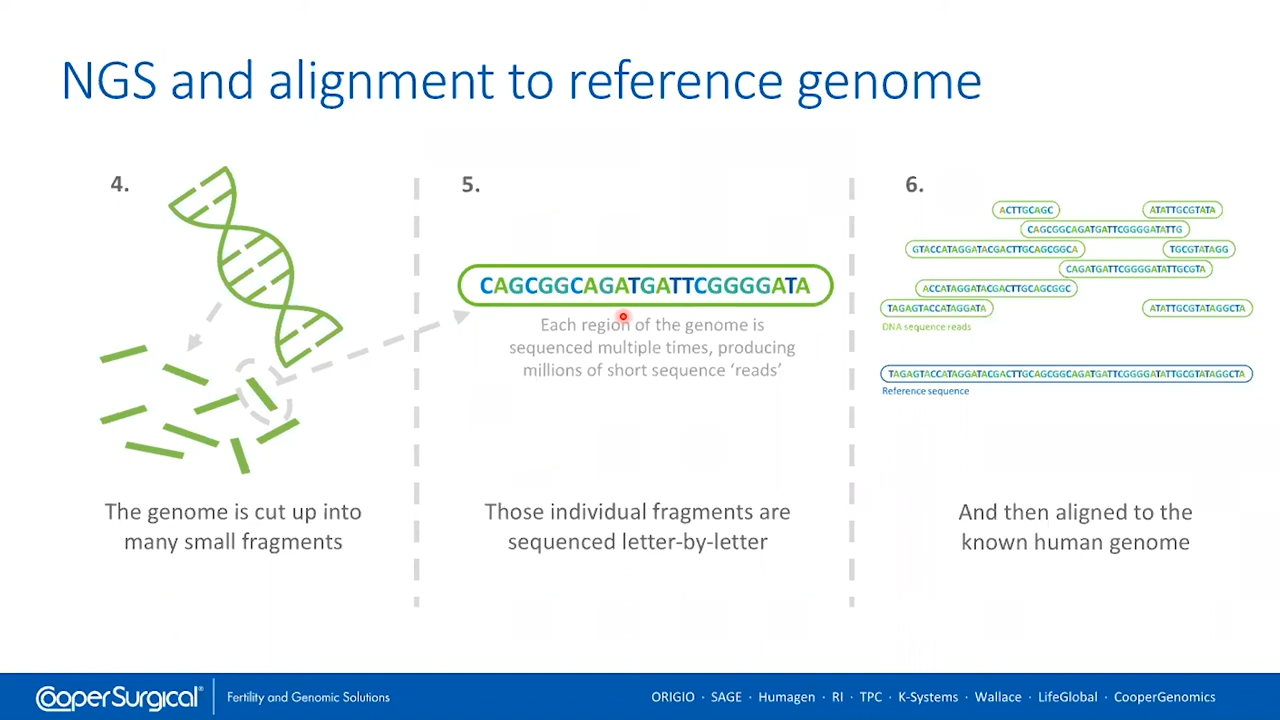 NGS and alignment to reference genome
4.
The genome is cut up into
many small fragments
5.
CAGCGGCAGATGATTCGGGGATA
Each region of the genome is
sequenced multiple times, producing
millions of short sequence ‘reads’
Those individual fragments are
sequenced letter-by-letter
6.
ACTTGCAGC
ATATTGCGTATA
CAGCGGCAGATGATTCGGGGATATTG
GTACCATAGGATACGACTTGCAGCGGCA
TGCGTATAGG
CAGATGATTCGGGGATATTGCGTA
ACCATAGGATACGACTTGCAGCGGC
TAGAGTACCATAGGATA
ATATTGCGTATAGGCTA
DNA sequence reads
TAGAGTACCATAGGATACGACTTGCAGCGGCAGATGATTCGGGGATATTGCGTATAGGCTA
Reference sequence
And then aligned to the
known human genome
CooperSurgical®
Fertility and Genomic Solutions
ORIGIO · SAGE · Humagen · RI · TPC · K-Systems · Wallace · LifeGlobal · CooperGenomics